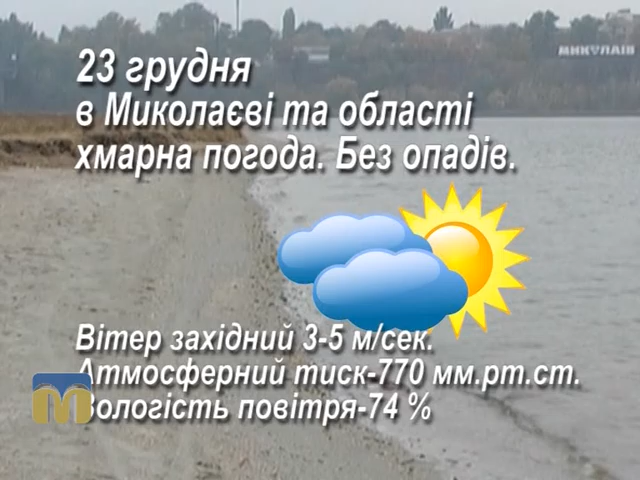 МИКОЛАЇВ
23 грудня
в Миколаєві та області
хмарна погода. Без опадів.
Вітер західний 3-5 м/сек.
Атмосферний тиск-770 мм.рт.ст.
Вологість повітря-74 %